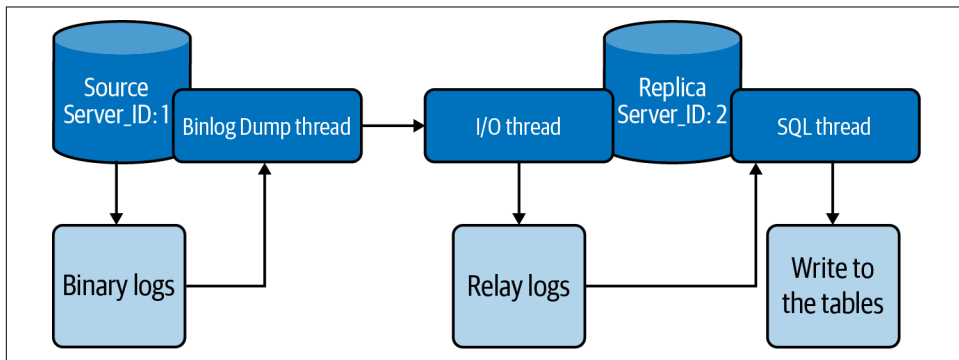 Source
Server_ID: 1
Binlog Dump thread
I/O thread
Replica
Server_ID: 2
SQL thread
Binary logs
Relay logs
Write to
the tables